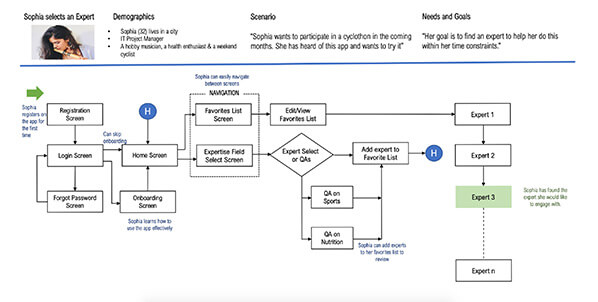 Sophia selects an Expert
Demographics
Scenario
Needs and Goals
• Sophia (32) lives in a city
• IT Project Manager
• A hobby musician, a health enthusiast & a weekend
cyclist
"Sophia wants to participate in a cyclothon in the coming
months. She has heard of this app and wants to try it"
"Her goal is to find an expert to help her do this
within her time constraints."
Sophia
registers on
the app for
the first
time
Registration
Screen
Login Screen
Forgot Password
Screen
Can skip
onboarding
H
Home Screen
Onboarding
Screen
Sophia learns how to
use the app effectively
Sophia can easily navigate
between screens
NAVIGATION
Favorites List
Screen
Expertise Field
Select Screen
Edit/View
Favorites List
Expert Select
or QAs
QA on
Sports
QA on
Nutrition
Add expert to
Favorite List
H
Sophia can add experts
to her favorites list to
review
Expert 1
Expert 2
Expert 3
Sophia has found the
expert she would like
to engage with.
Expert n